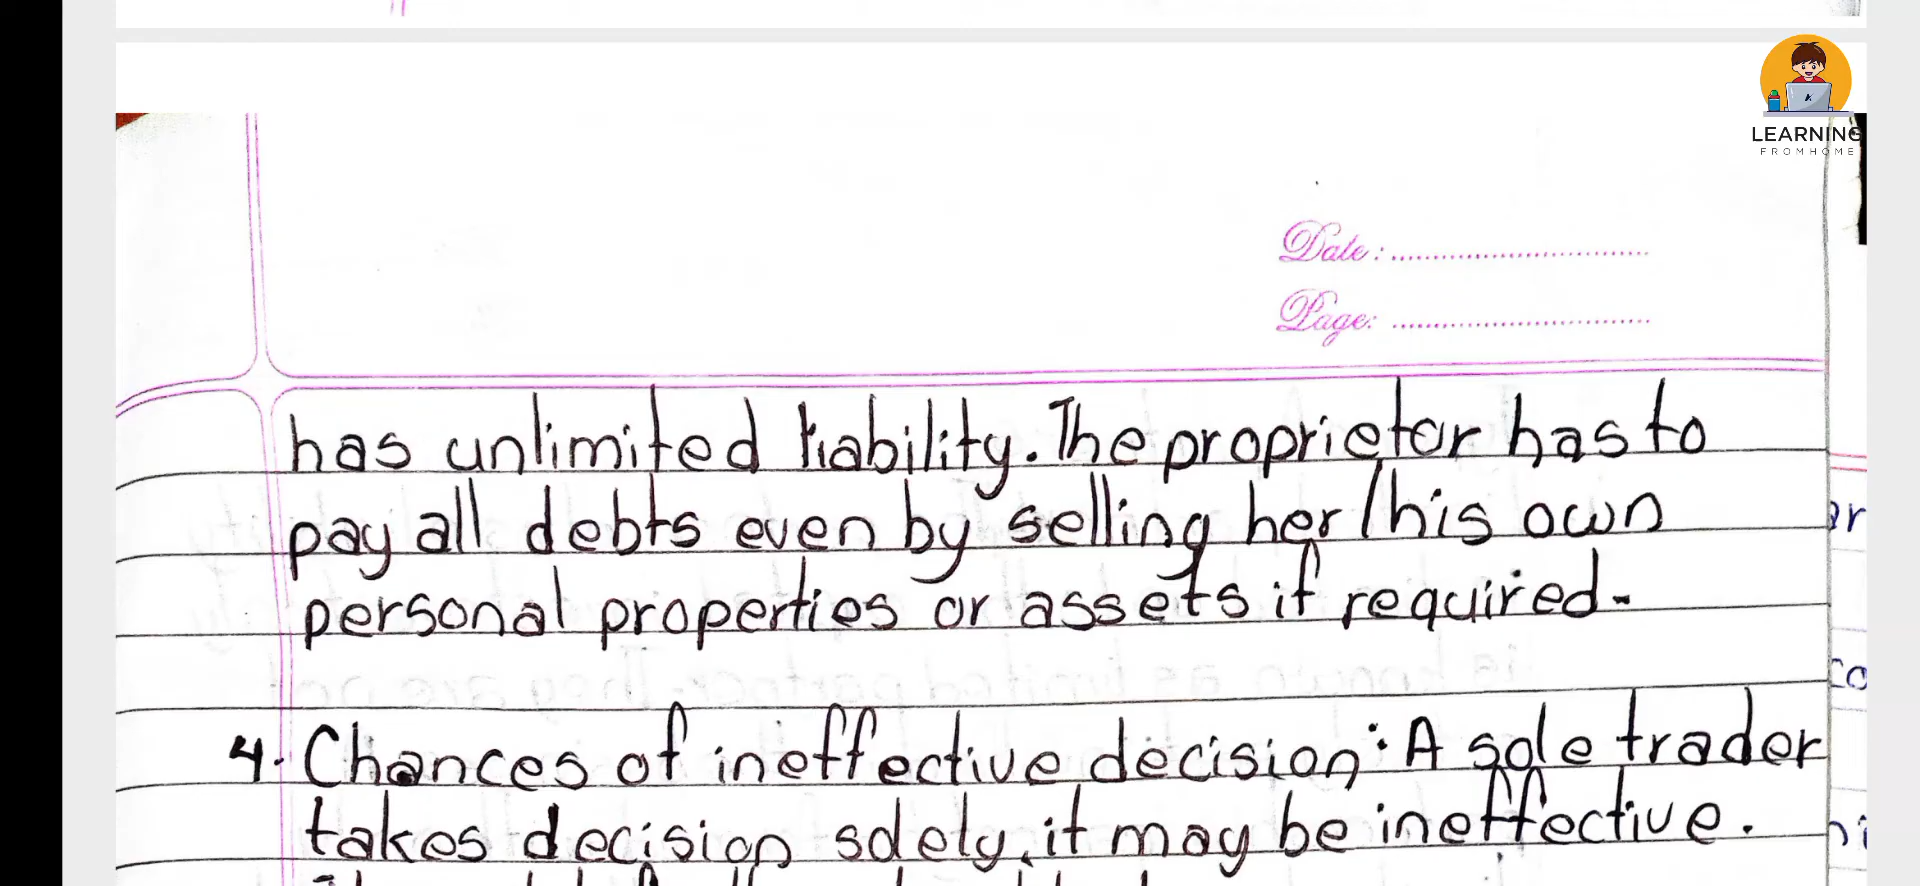 LEARNING
FROMHOME
Date: ...............................
Page: ...............................
has unlimited liability. The proprietor has to
pay all debts even by selling her/his own
personal properties or assets if required.
4. Chances of ineffective decision: A sole trader
takes decision solely, it may be ineffective.